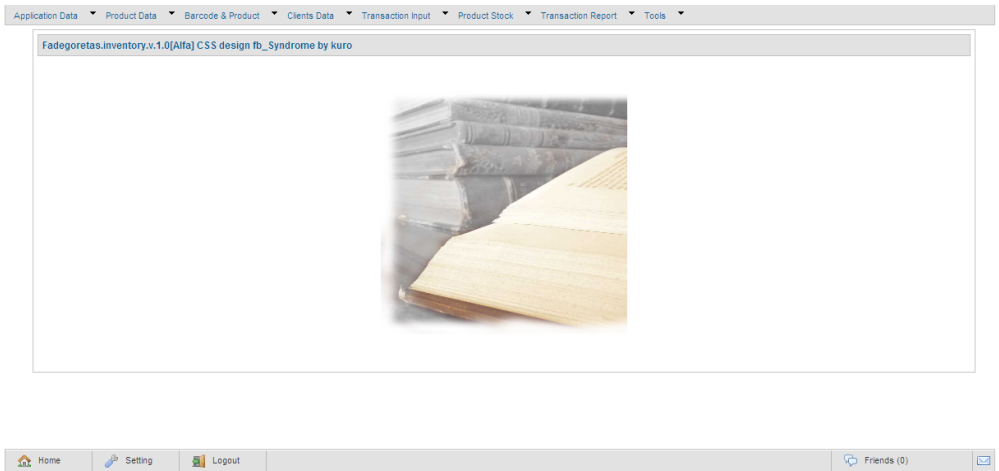 Application Data Product Data Barcode & Product Clients Data Transaction Input Product Stock Transaction Report Tools
Fadegoretas.inventory.v.1.0[Alfa] CSS design fb_Syndrome by kuro
Home Setting Logout Friends (0)